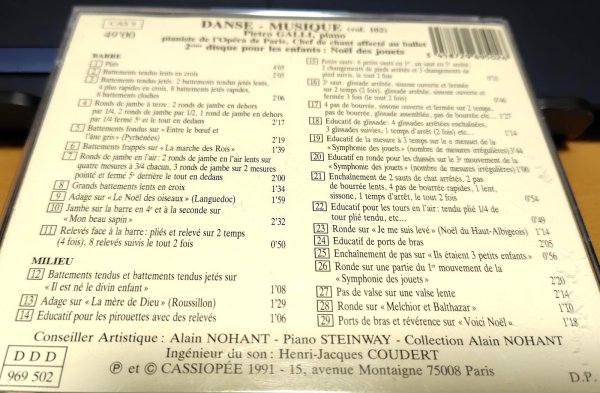 CAS 9
49'00
DANSE - MUSIQUE (vol. 102)
Pietro GALLI, piano
pianiste de l'Opéra de Paris, Chef de chant affecté au ballet
2ème disque pour les enfants : Noël des jouets
BARRE
1 Pliés 4'05
2 Battements tendus lents en croix 2'05
3 Battements tendus jetés : 2 battements tendus jetés lents,
4 plus rapides en croix, 8 battements jetés rapides,
8 battements cloches 2'06
4 Ronds de jambe à terre : 2 ronds de jambe en dehors
par 1/4, 2 ronds de jambe par 1/2, 1 rond de jambe en dehors
par 1/4 fermé 5e et le tout en dedans 2'17
5 Battements fondus sur « Entre le bœuf et
l'âne gris » (Pyrénées) 2'19
6 Battements frappés sur « La marche des Rois » 1'39
7 Ronds de jambe en l'air : 2 ronds de jambe en l'air lents sur
quatre mesures à 3/4 chacun, 3 ronds de jambe sur 2 mesures
pointé et fermé 5e derrière le tout en dedans 2'00
8 Grands battements lents en croix 1'34
9 Adage sur « Le Noël des oiseaux » (Languedoc) 1'59
10 Jambe sur la barre en 4e et à la seconde sur
« Mon beau sapin » 2'32
11 Relevés face à la barre : pliés et relevé sur 2 temps
(4 fois), 8 relevés suivis le tout 2 fois 0'50
MILIEU
12 Battements tendus et battements tendus jetés sur
« Il est né le divin enfant » 1'08
13 Adage sur « La mère de Dieu » (Roussillon) 1'29
14 Educatif pour les pirouettes avec des relevés 1'06
15 Petits sauts : 6 petits sauts en 1e, un saut en 5e arrière,
2 changements de pied arrêtés et 3 changements de
pied suivis, le tout 2 fois
16 2e saut : glissade arrêtée, sissone ouverte et
fermée sur 2 temps, glissade arrêtée, sissone ouverte et
fermée 3 fois (le tout 2 fois)
17 4 pas de bourrée, sissone ouverte et fermée sur 2 temps,
pas de bourrée, glissade assemblée, pas de bourrée etc... 1'27
18 Educatif de glissade : 4 glissades arrêtées enchaînées,
3 glissades suivies, 1 temps d'arrêt (2 fois) etc... 1'14
19 Educatif de la mesure à 3 temps sur le menuet de la
« Symphonie des jouets » (nombre de mesures irrégulières) 3'44
20 Educatif en rondé pour les chassés sur le 3e mouvement de la
« Symphonie des jouets » (nombre de mesures irrégulières) 1'00
21 Enchaînement de 2 sauts de chat arrêtés, 2 pas
de bourrée lents, 4 pas de bourrée rapides, 1 lent,
sissone, 1 temps d'arrêt, le tout 2 fois 0'54
22 Educatif pour les tours en l'air : tendu plié 1/4 de
tour plié tendu, etc... 0'49
23 Ronde sur « Je me suis levé » (Noël du Haut-Albigeois) 1'14
24 Educatif de ports de bras 2'05
25 Enchaînement de pas sur « Ils étaient 3 petits enfants » 0'56
26 Ronde sur une partie du 1er mouvement de la
« Symphonie des jouets » 2'20
27 Pas de valse sur une valse lente 2'14
28 Ronde sur « Melchior et Balthazar » 1'10
29 Ports de bras et révérence sur « Voici Noël » 1'18
Conseiller Artistique : Alain NOHANT - Piano STEINWAY - Collection Alain NOHANT
Ingénieur du son : Henri-Jacques COUDERT
D D D
969 502
℗ et © CASSIOPÉE 1991 - 15, avenue Montaigne 75008 Paris
D.P.